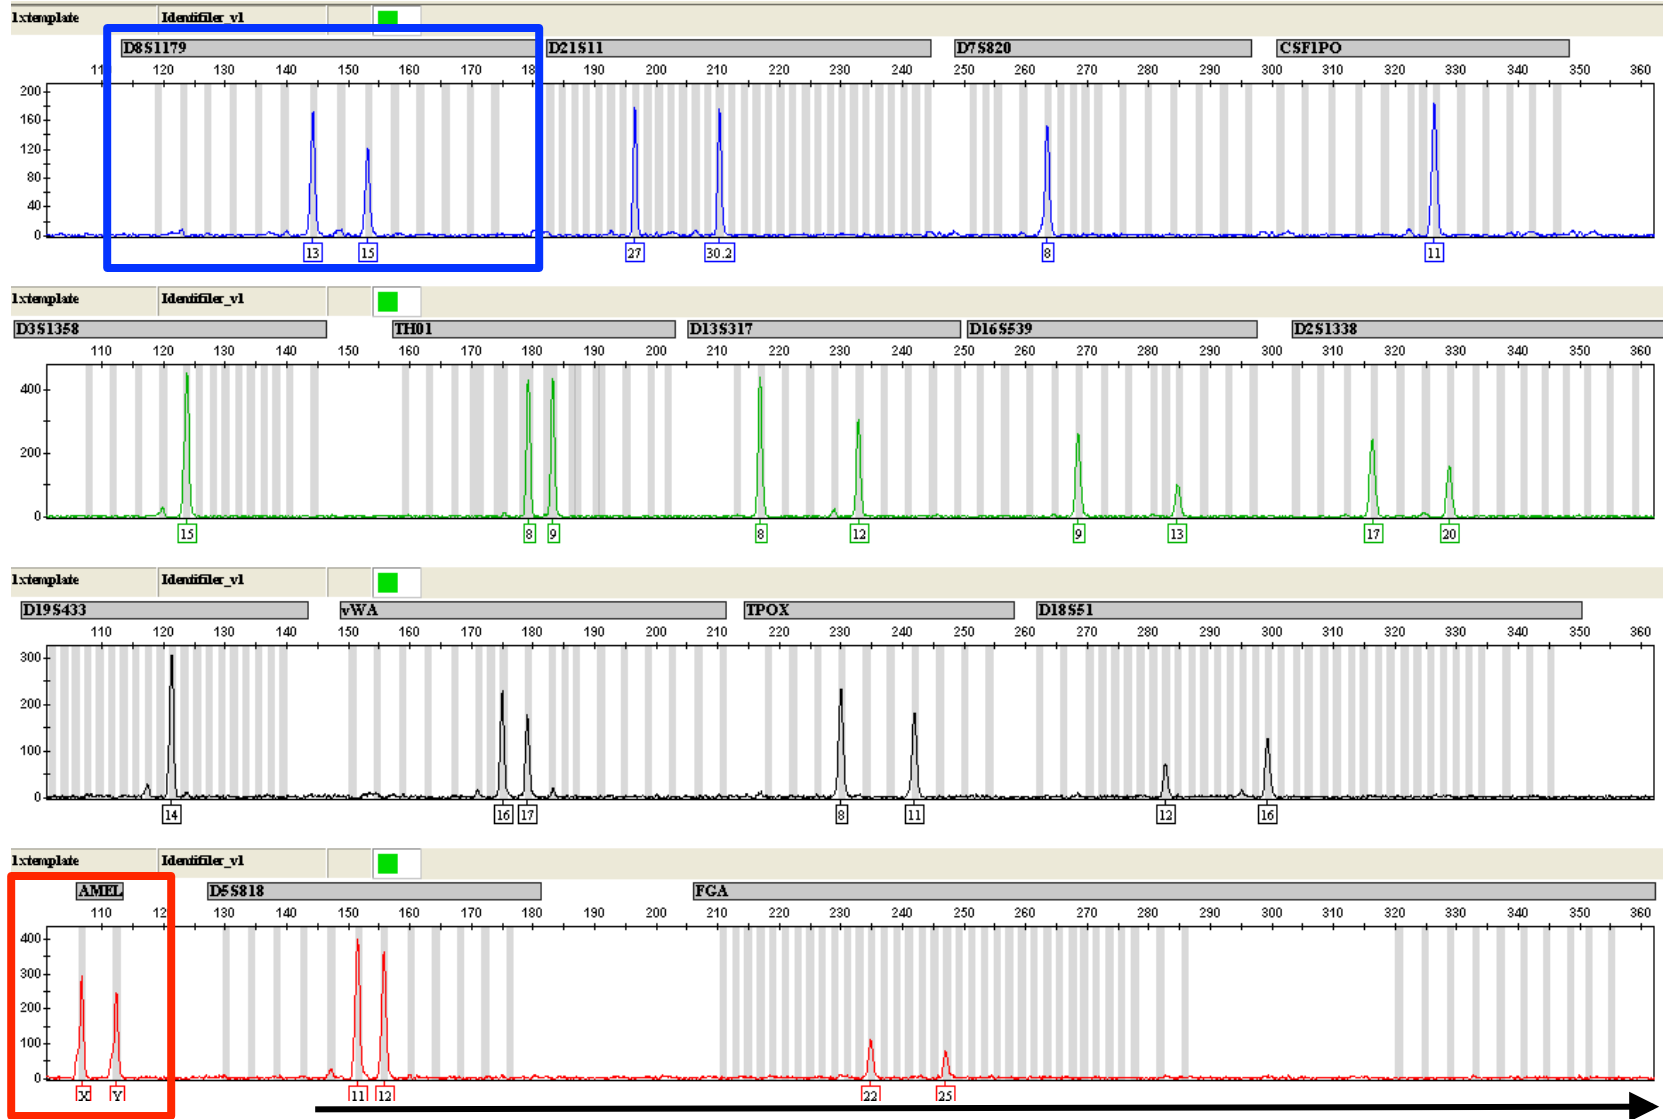 1xtemplate Identifiler_v1
D8S1179 D21S11 D7S820 CSF1PO
110 120 130 140 150 160 170 180 190 200 210 220 230 240 250 260 270 280 290 300 310 320 330 340 350 360
200
160
120
80
40
0
13 15 27 30.2 8 11
1xtemplate Identifiler_v1
D3S1358 TH01 D13S317 D16S539 D2S1338
110 120 130 140 150 160 170 180 190 200 210 220 230 240 250 260 270 280 290 300 310 320 330 340 350 360
400
200
0
15 8 9 8 12 9 13 17 20
1xtemplate Identifiler_v1
D19S433 vWA TPOX D18S51
110 120 130 140 150 160 170 180 190 200 210 220 230 240 250 260 270 280 290 300 310 320 330 340 350 360
300
200
100
0
14 16 17 8 11 12 16
1xtemplate Identifiler_v1
AMEL D5S818 FGA
110 120 130 140 150 160 170 180 190 200 210 220 230 240 250 260 270 280 290 300 310 320 330 340 350 360
400
300
200
100
0
X Y 11 12 22 25